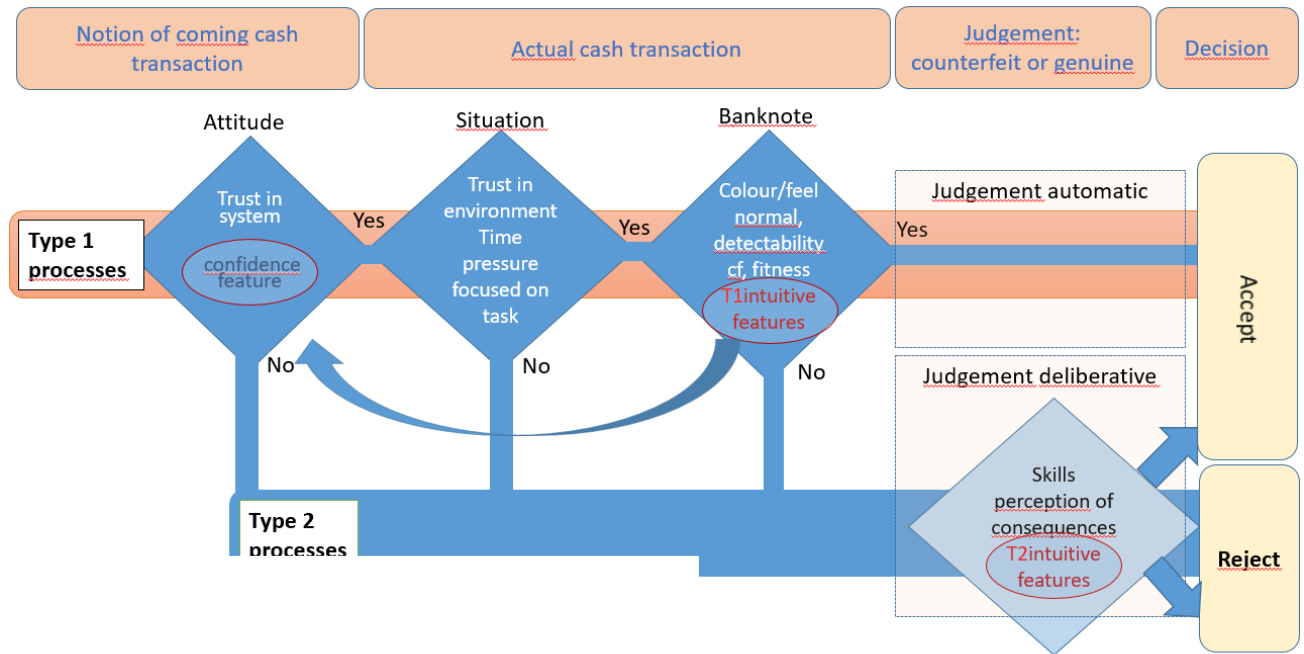 Notion of coming cash
transaction
Actual cash transaction
Judgement:
counterfeit or genuine
Decision
Attitude
Situation
Banknote
Type 1
processes
Trust in
system
confidence
feature
Yes
Trust in
environment
Time
pressure
focused on
task
Yes
Colour/feel
normal,
detectability
cf, fitness
T1intuitive
features
Judgement automatic
Yes
Accept
No
No
No
Judgement deliberative
Type 2
processes
Skills
perception of
consequences
T2intuitive
features
Reject